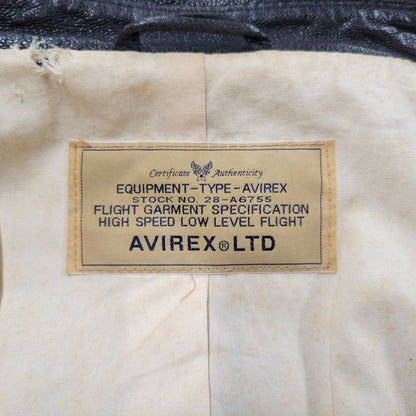 Certificate Authenticity
EQUIPMENT-TYPE-AVIREX
STOCK NO. 28-A6755
FLIGHT GARMENT SPECIFICATION
HIGH SPEED LOW LEVEL FLIGHT
AVIREX® LTD